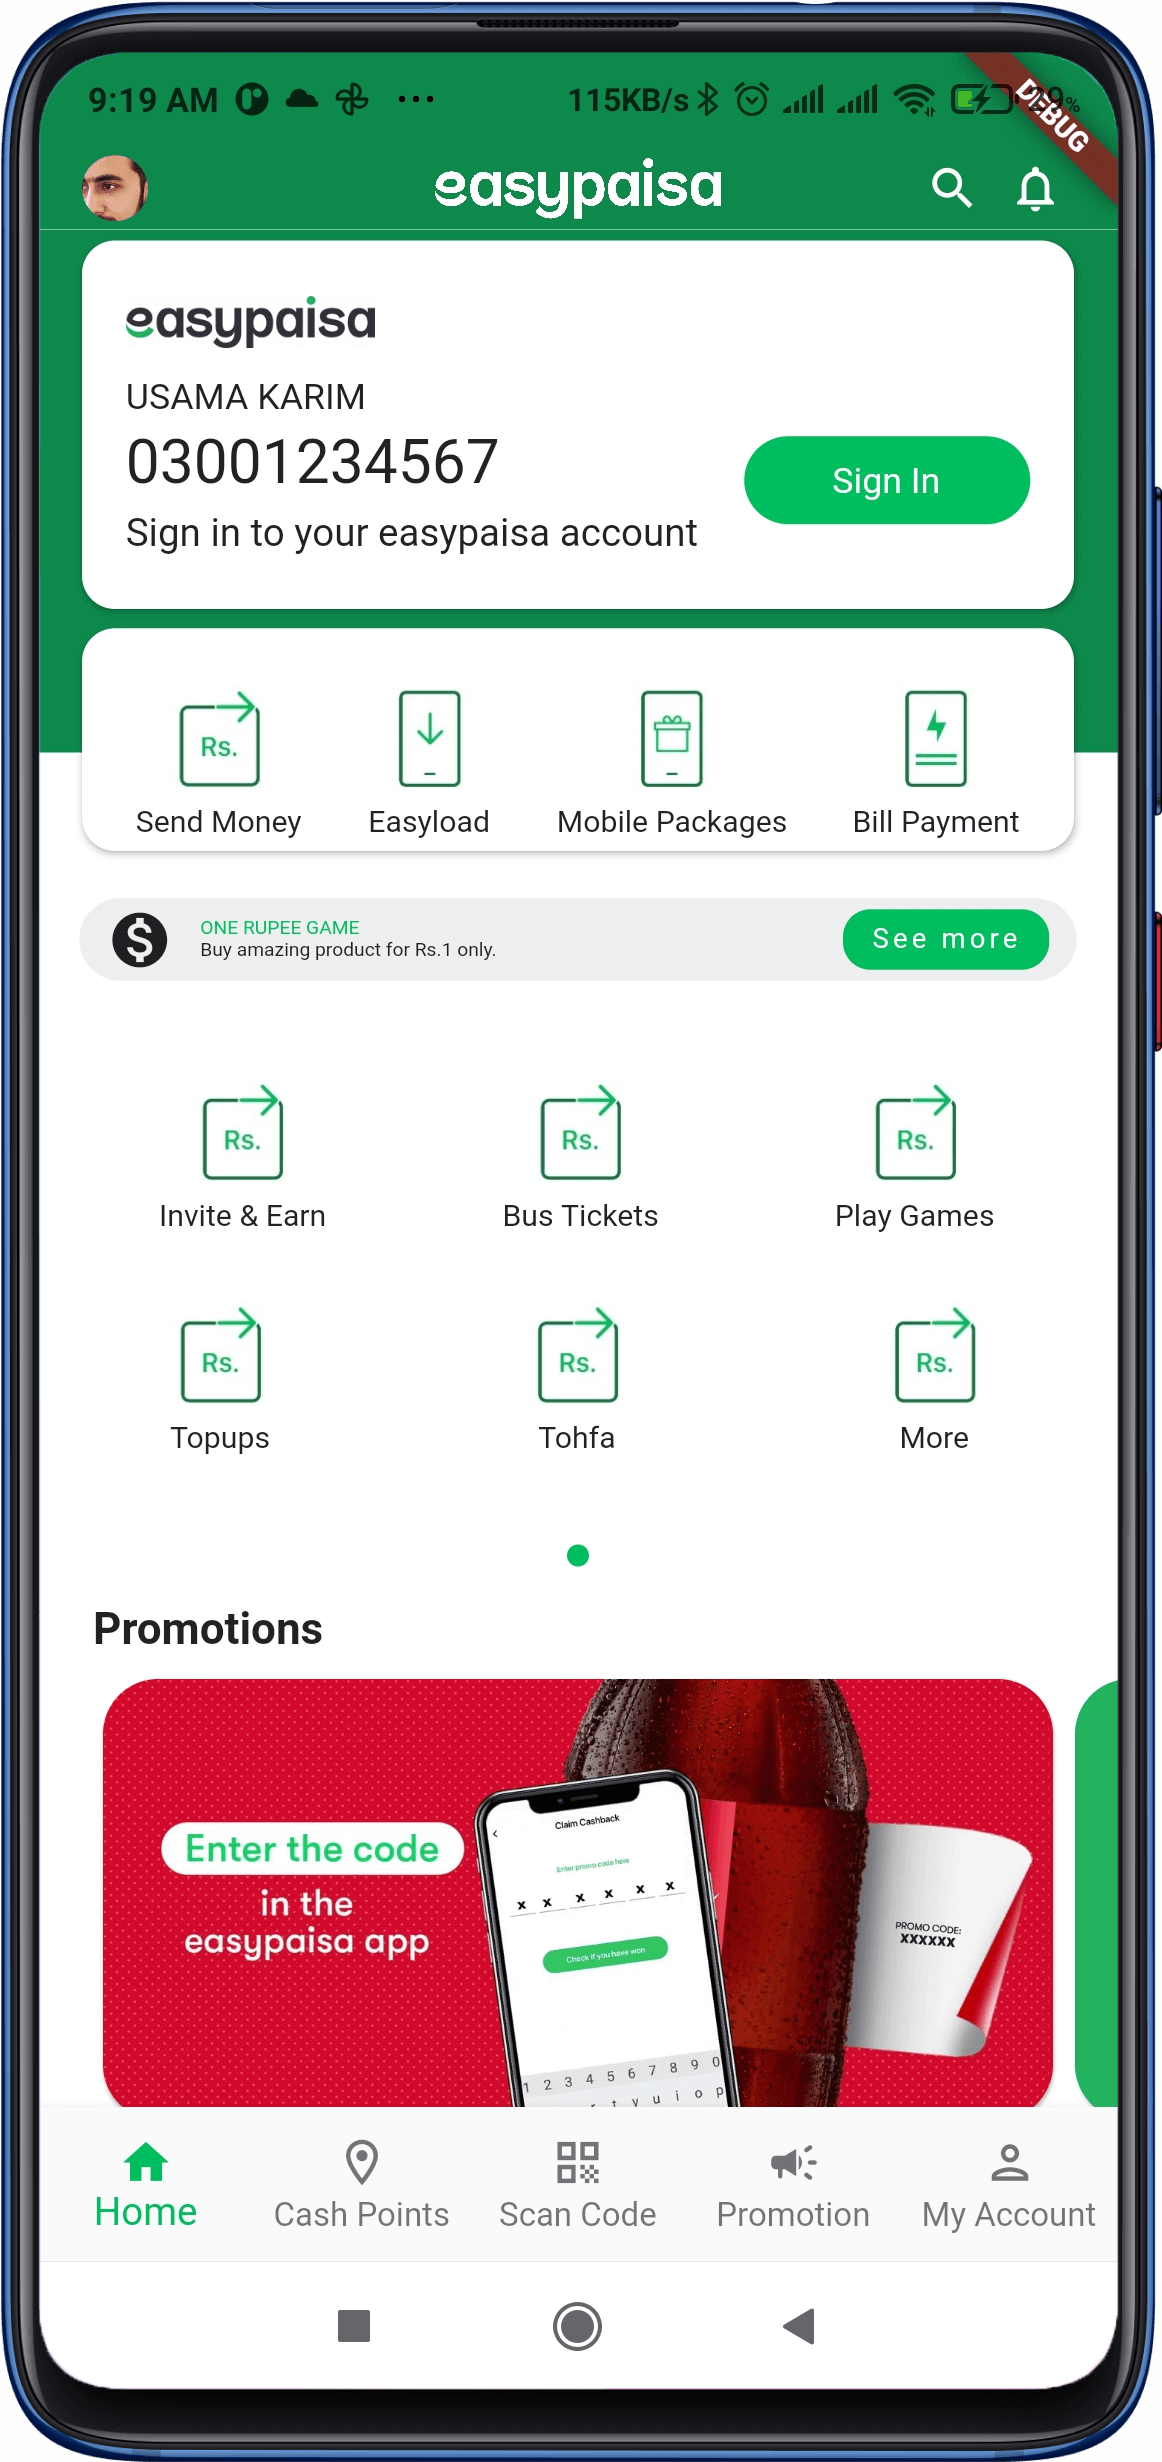 9:19 AM ... 115KB/s %
DEBUG
easypaisa
easypaisa
USAMA KARIM
03001234567
Sign in to your easypaisa account
Sign In
Rs.
Send Money Easyload Mobile Packages Bill Payment
ONE RUPEE GAME
Buy amazing product for Rs.1 only.
See more
Rs. Rs. Rs.
Invite & Earn Bus Tickets Play Games
Rs. Rs. Rs.
Topups Tohfa More
Promotions
Enter the code
in the
easypaisa app
Claim Cashback
Enter promo code here
x x x x x x
Check if you have won
1 2 3 4 5 6 7 8 9 0
t y u i o p
PROMO CODE:
XXXXXX
Home Cash Points Scan Code Promotion My Account